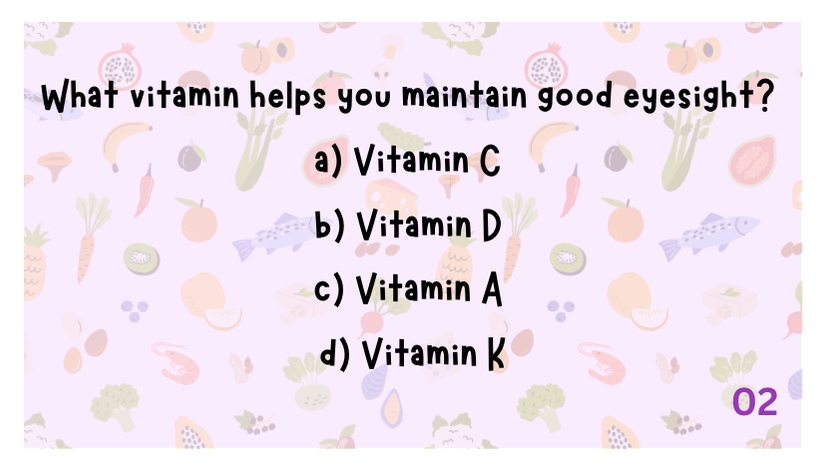 What vitamin helps you maintain good eyesight?
a) Vitamin C
b) Vitamin D
c) Vitamin A
d) Vitamin K
02